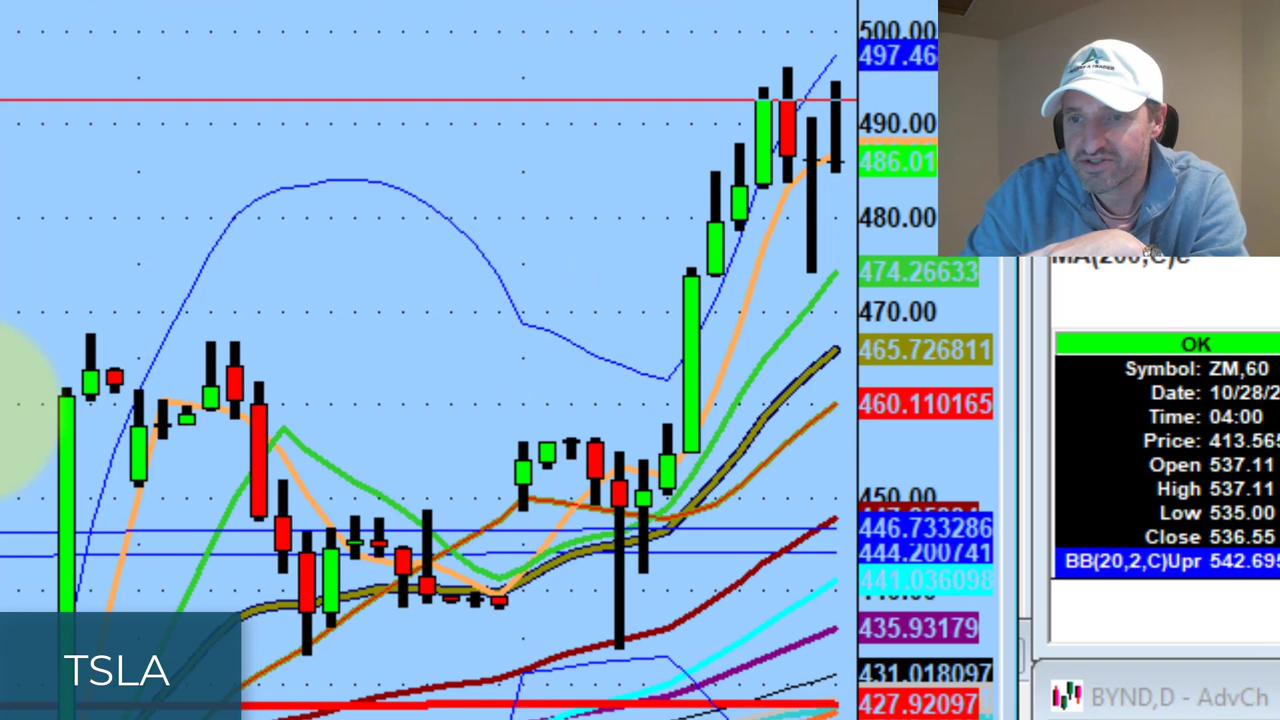 500.00
497.46
490.00
486.01
480.00
474.26633
470.00
465.726811
460.110165
450.00
446.733286
444.200741
441.036098
435.93179
431.018097
427.92097
TSLA
OK
Symbol: ZM,60
Date: 10/28/2
Time: 04:00
Price: 413.565
Open 537.11
High 537.11
Low 535.00
Close 536.55
BB(20,2,C)Upr 542.695
BYND,D - AdvCh